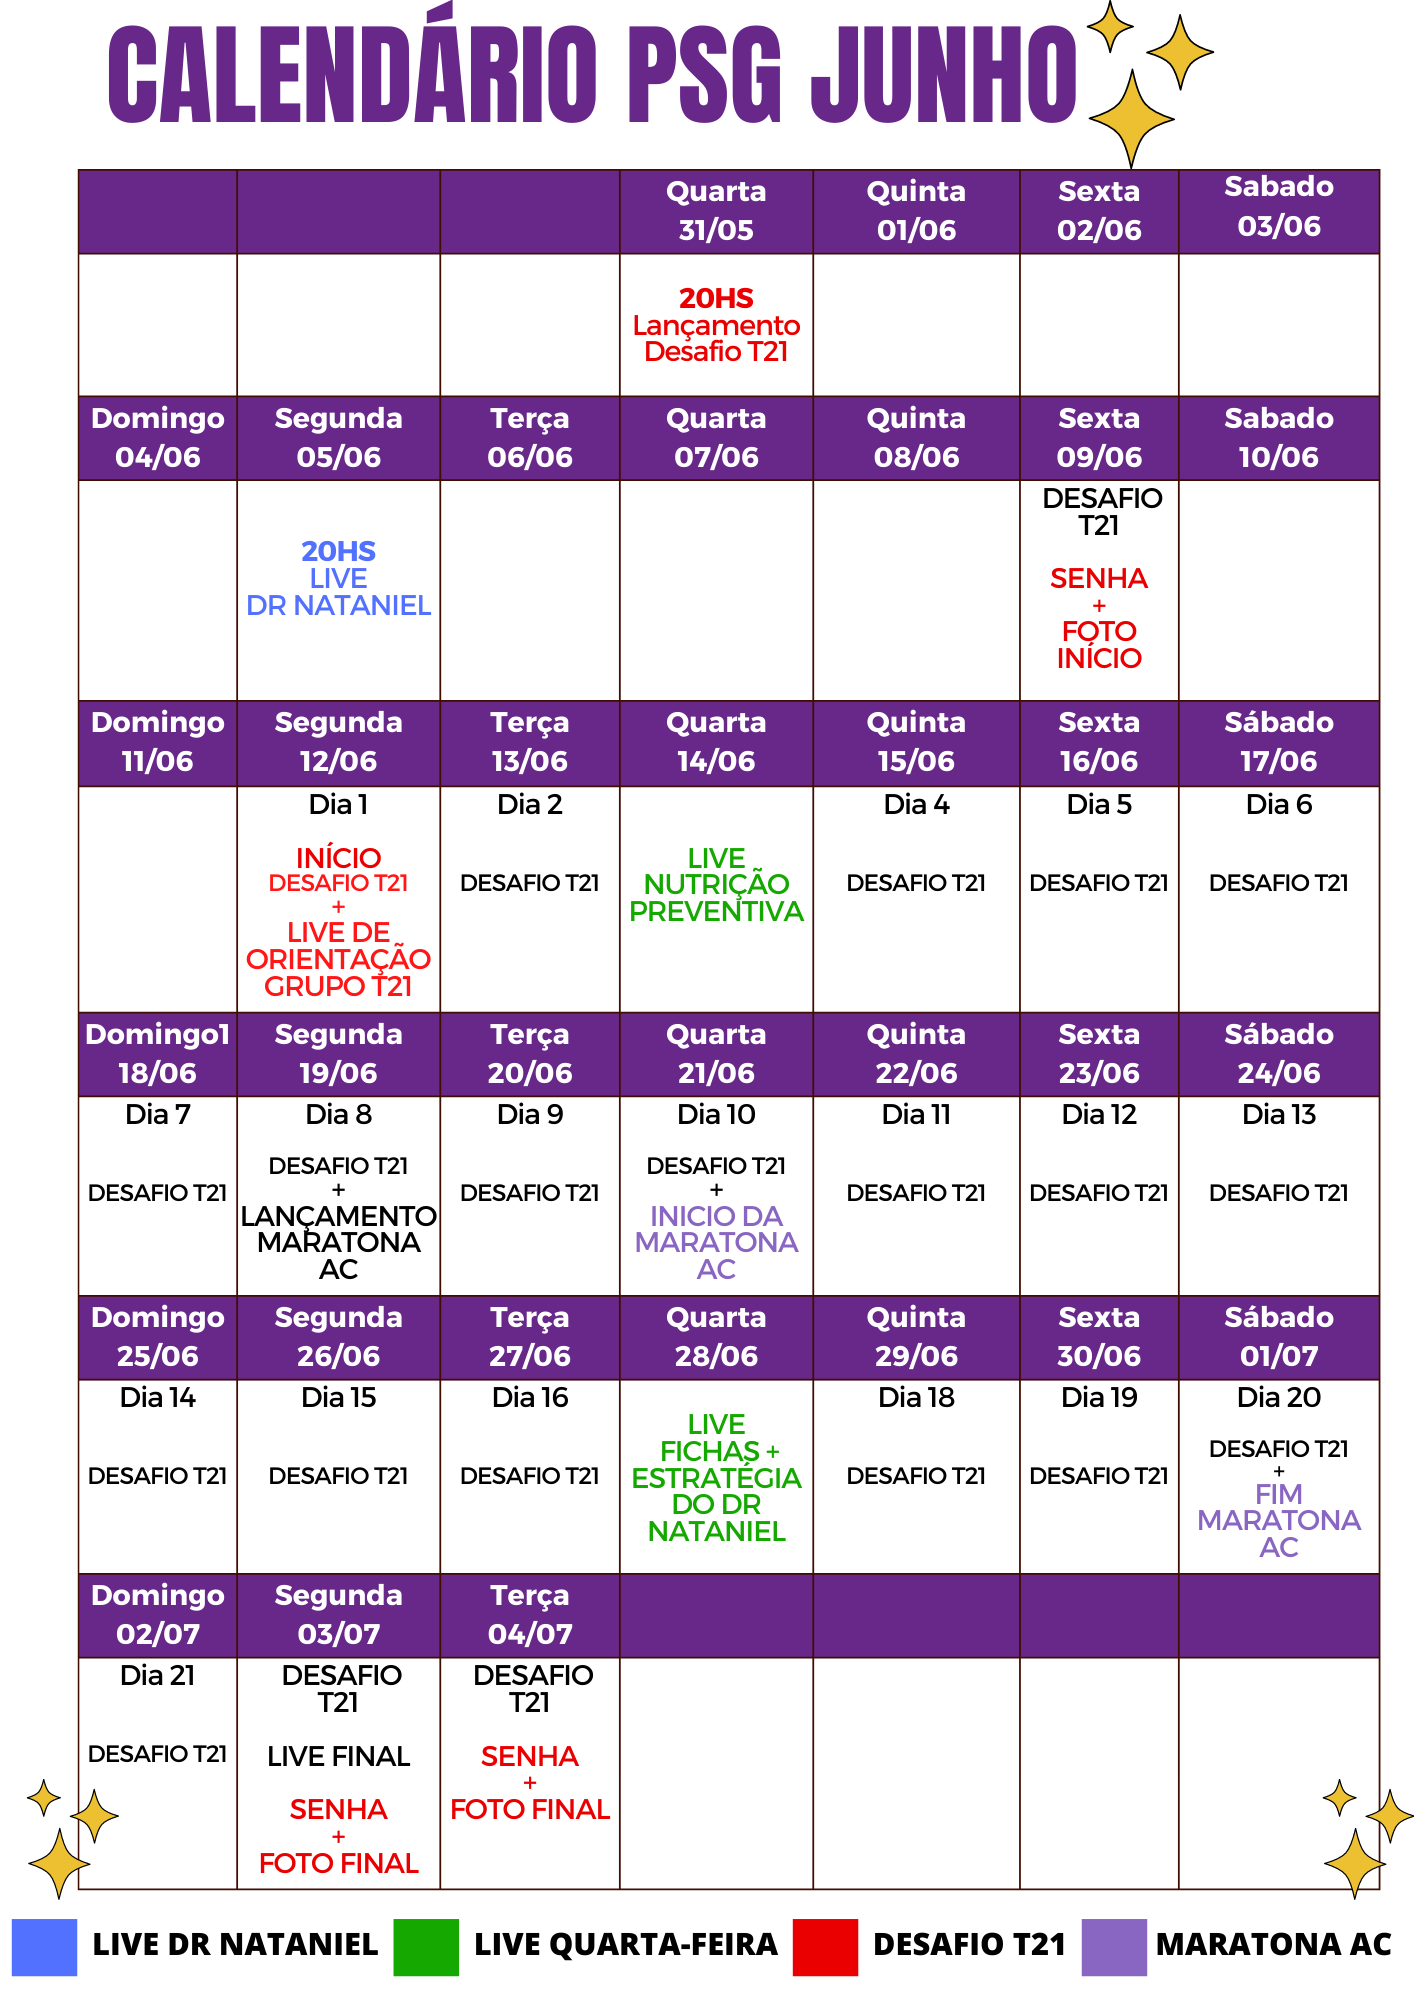 CALENDÁRIO PSG JUNHO
Quarta
31/05
Quinta
01/06
Sexta
02/06
Sabado
03/06
20HS
Lançamento
Desafio T21
Domingo
04/06
Segunda
05/06
Terça
06/06
Quarta
07/06
Quinta
08/06
Sexta
09/06
Sabado
10/06
20HS
LIVE
DR NATANIEL
DESAFIO
T21
SENHA
+
FOTO
INÍCIO
Domingo
11/06
Segunda
12/06
Terça
13/06
Quarta
14/06
Quinta
15/06
Sexta
16/06
Sábado
17/06
Dia 1
INÍCIO
DESAFIO T21
+
LIVE DE
ORIENTAÇÃO
GRUPO T21
Dia 2
DESAFIO T21
LIVE
NUTRIÇÃO
PREVENTIVA
Dia 4
DESAFIO T21
Dia 5
DESAFIO T21
Dia 6
DESAFIO T21
Domingo1
18/06
Segunda
19/06
Terça
20/06
Quarta
21/06
Quinta
22/06
Sexta
23/06
Sábado
24/06
Dia 7
DESAFIO T21
Dia 8
DESAFIO T21
+
LANÇAMENTO
MARATONA
AC
Dia 9
DESAFIO T21
Dia 10
DESAFIO T21
+
INICIO DA
MARATONA
AC
Dia 11
DESAFIO T21
Dia 12
DESAFIO T21
Dia 13
DESAFIO T21
Domingo
25/06
Segunda
26/06
Terça
27/06
Quarta
28/06
Quinta
29/06
Sexta
30/06
Sábado
01/07
Dia 14
DESAFIO T21
Dia 15
DESAFIO T21
Dia 16
DESAFIO T21
LIVE
FICHAS +
ESTRATÉGIA
DO DR
NATANIEL
Dia 18
DESAFIO T21
Dia 19
DESAFIO T21
Dia 20
DESAFIO T21
+
FIM
MARATONA
AC
Domingo
02/07
Segunda
03/07
Terça
04/07
Dia 21
DESAFIO T21
DESAFIO
T21
LIVE FINAL
SENHA
+
FOTO FINAL
DESAFIO
T21
SENHA
+
FOTO FINAL
LIVE DR NATANIEL
LIVE QUARTA-FEIRA
DESAFIO T21
MARATONA AC